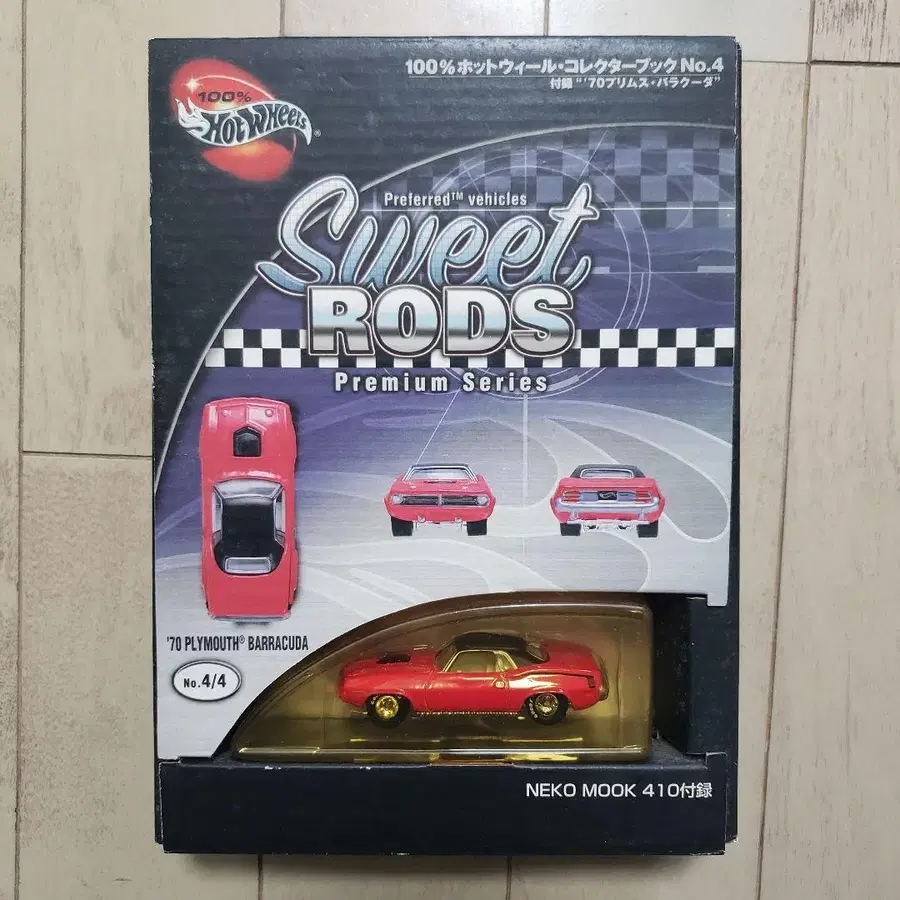 100%ホットウィール・コレクターブック No.4
付録“'70プリムス・バラクーダ”
100%
HOT WHEELS®
Preferred™ vehicles
Sweet
RODS
Premium Series
'70 PLYMOUTH® BARRACUDA
No.4/4
NEKO MOOK 410付録